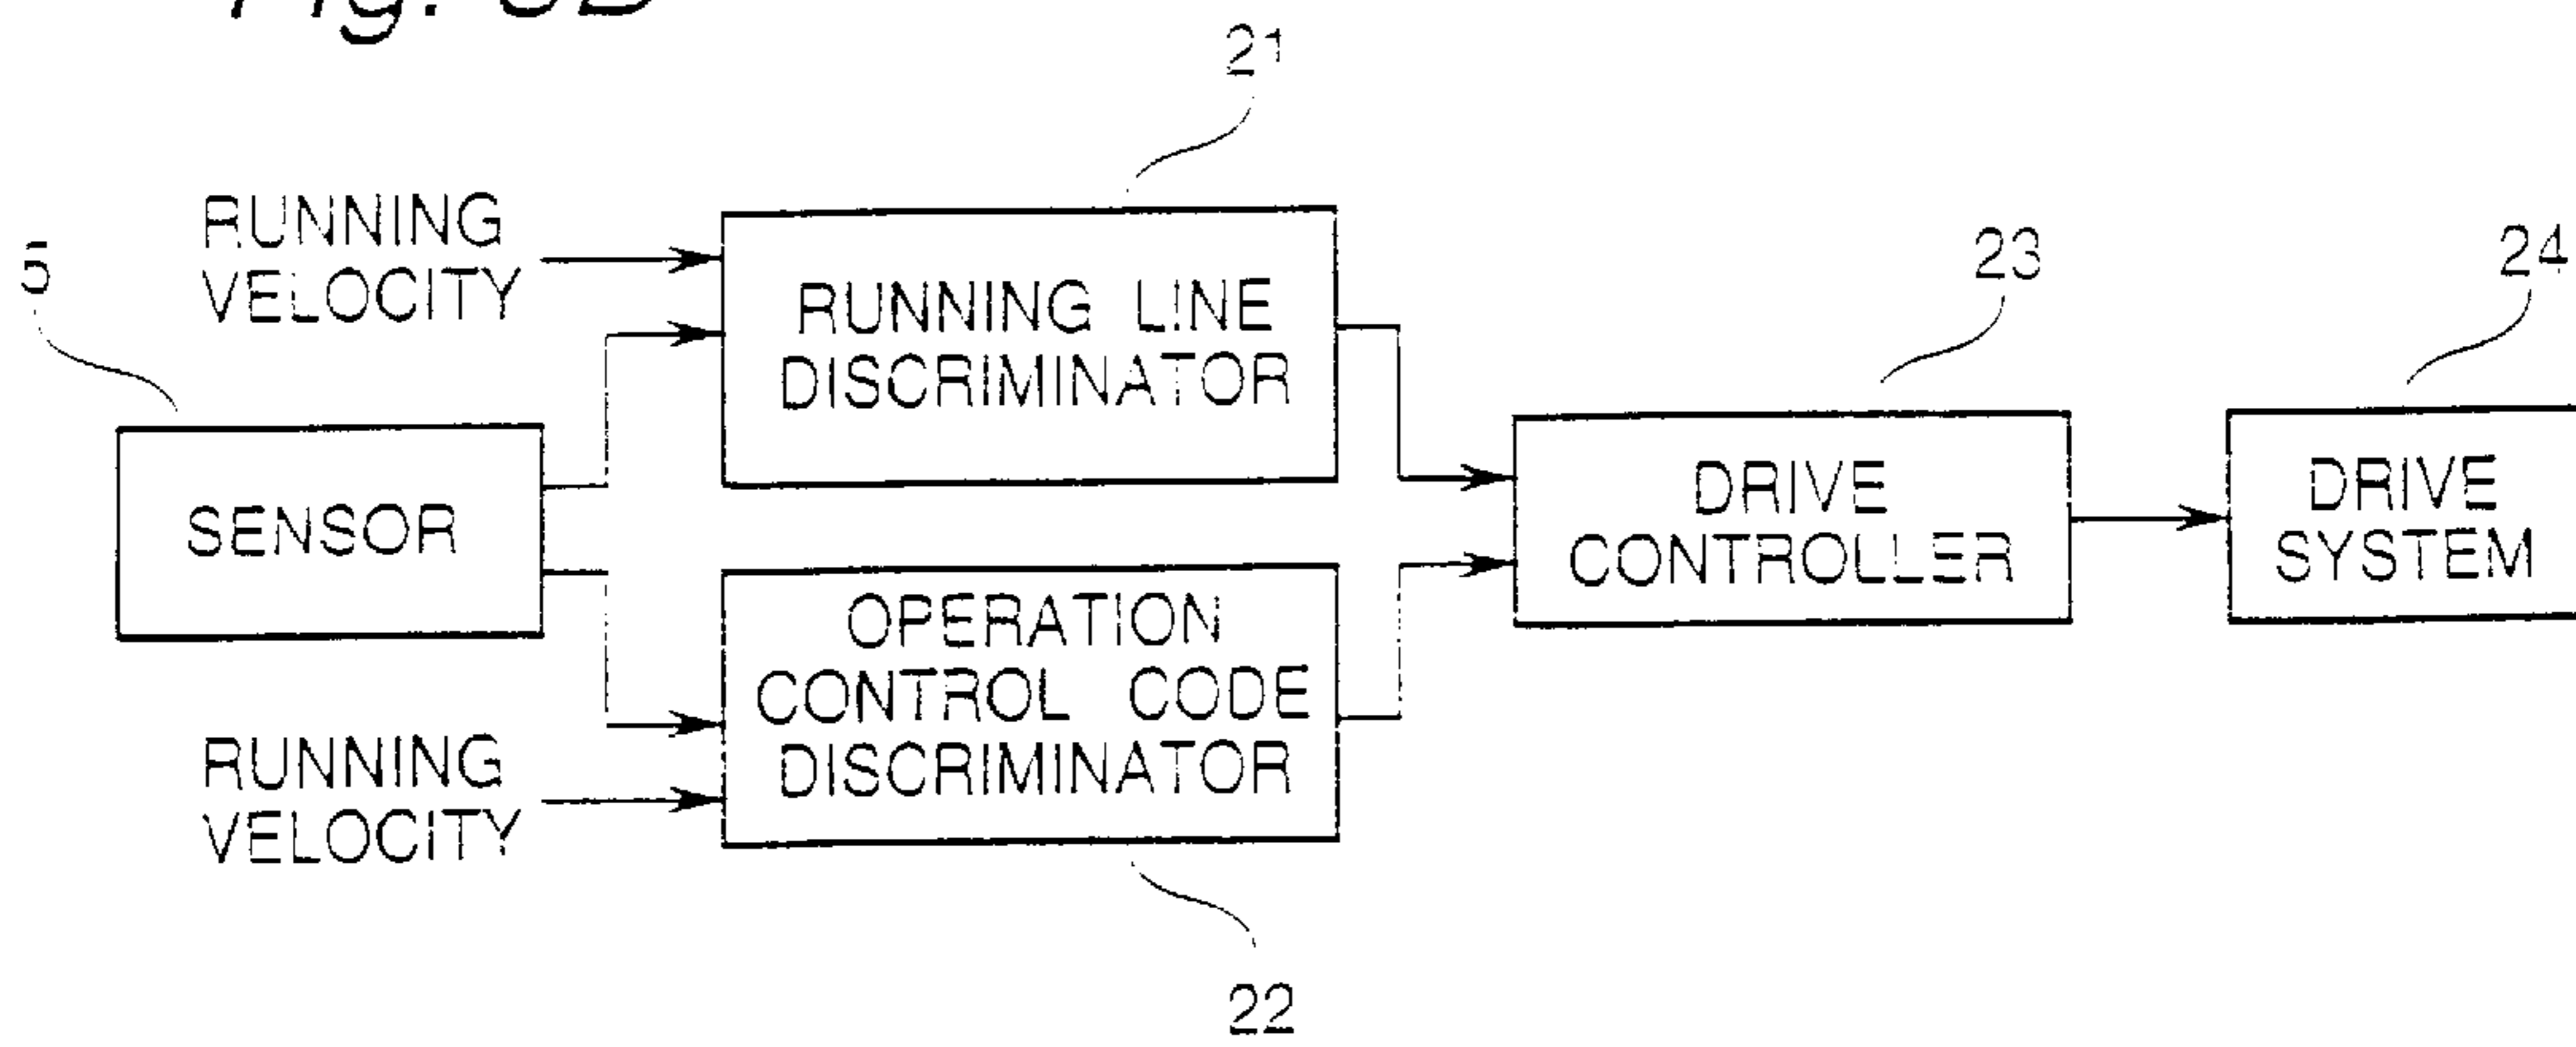 21
RUNNING
VELOCITY
5
RUNNING LINE
DISCRIMINATOR
23
24
SENSOR
DRIVE
CONTROLLER
DRIVE
SYSTEM
OPERATION
CONTROL CODE
DISCRIMINATOR
RUNNING
VELOCITY
22